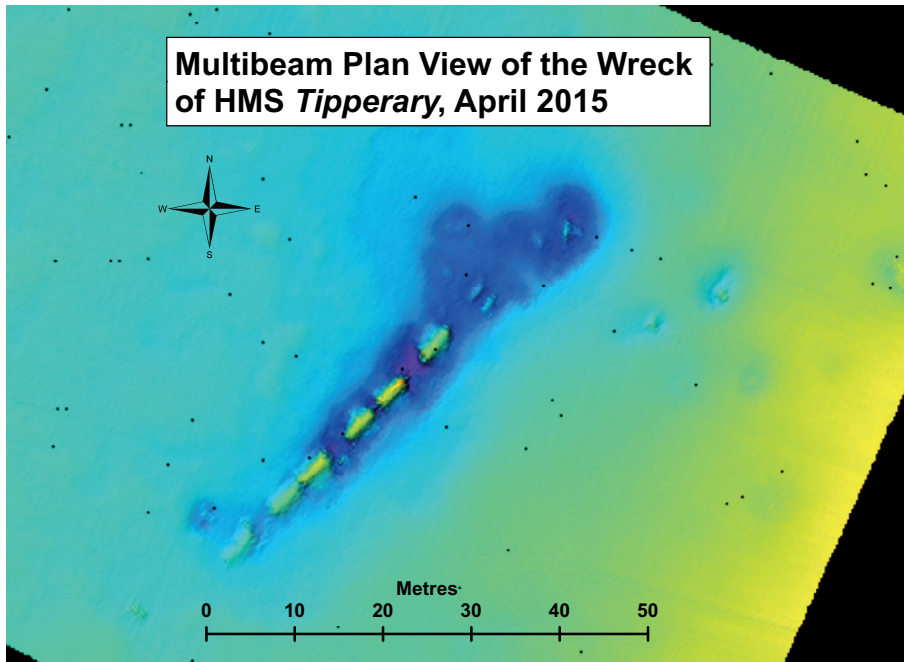 Multibeam Plan View of the Wreck
of HMS Tipperary, April 2015
N
W
E
S
Metres
0 10 20 30 40 50